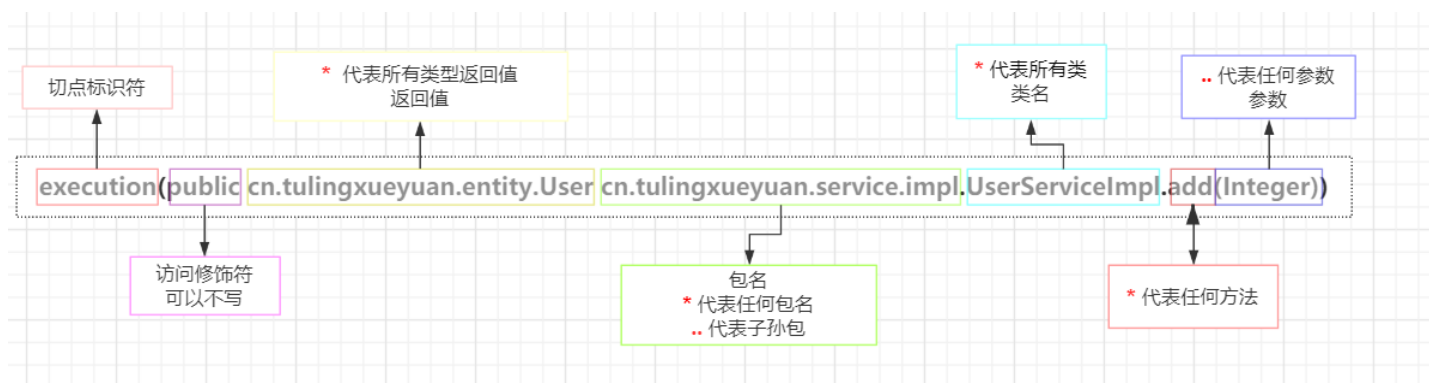 切点标识符
* 代表所有类型返回值
返回值
* 代表所有类
类名
.. 代表任何参数
参数
execution(public cn.tulingxueyuan.entity.User cn.tulingxueyuan.service.impl.UserServiceImpl.add(Integer))
访问修饰符
可以不写
包名
* 代表任何包名
.. 代表子孙包
* 代表任何方法